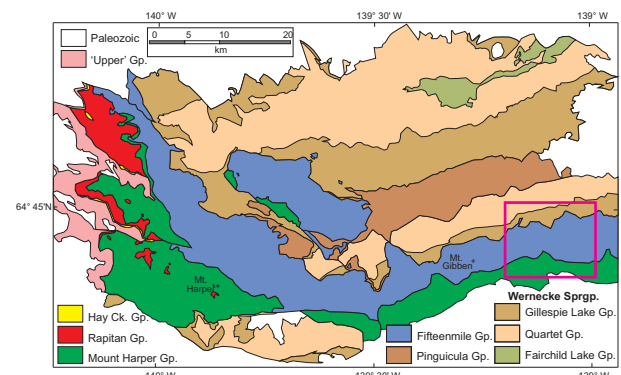 140° W
139°30' W
139° W
Paleozoic
'Upper' Gp.
0 5 10 20
km
64° 45'N
Mt.
Harper
Mt.
Gibben
Hay Ck. Gp.
Rapitan Gp.
Mount Harper Gp.
Fifteenmile Gp.
Pinguicula Gp.
Wernecke Sprgp.
Gillespie Lake Gp.
Quartet Gp.
Fairchild Lake Gp.